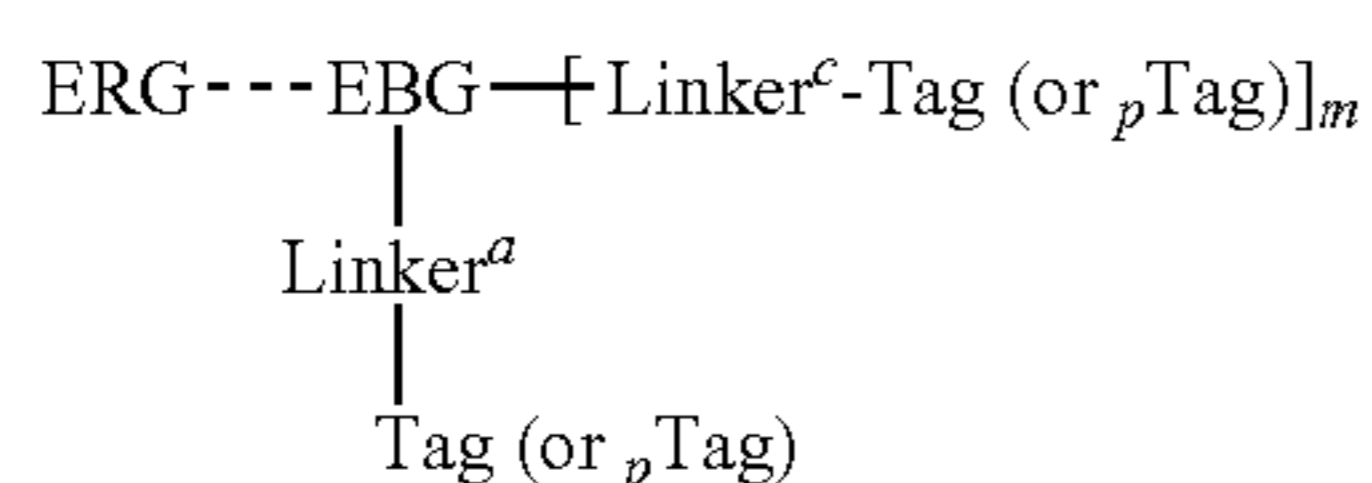 ERG---EBG—[Linker^c-Tag (or _pTag)]_m
Linker^a
Tag (or _pTag)